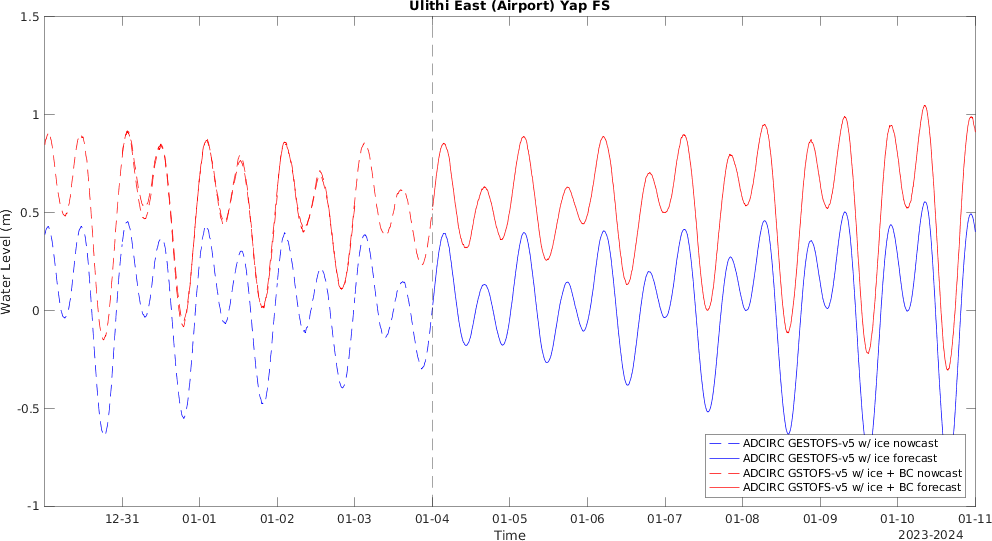 Ulithi East (Airport) Yap FS
1.5
1
0.5
0
-0.5
-1
Water Level (m)
12-31 01-01 01-02 01-03 01-04 01-05 01-06 01-07 01-08 01-09 01-10 01-11
Time
2023-2024
ADCIRC GESTOFS-v5 w/ ice nowcast
ADCIRC GESTOFS-v5 w/ ice forecast
ADCIRC GSTOFS-v5 w/ ice + BC nowcast
ADCIRC GSTOFS-v5 w/ ice + BC forecast